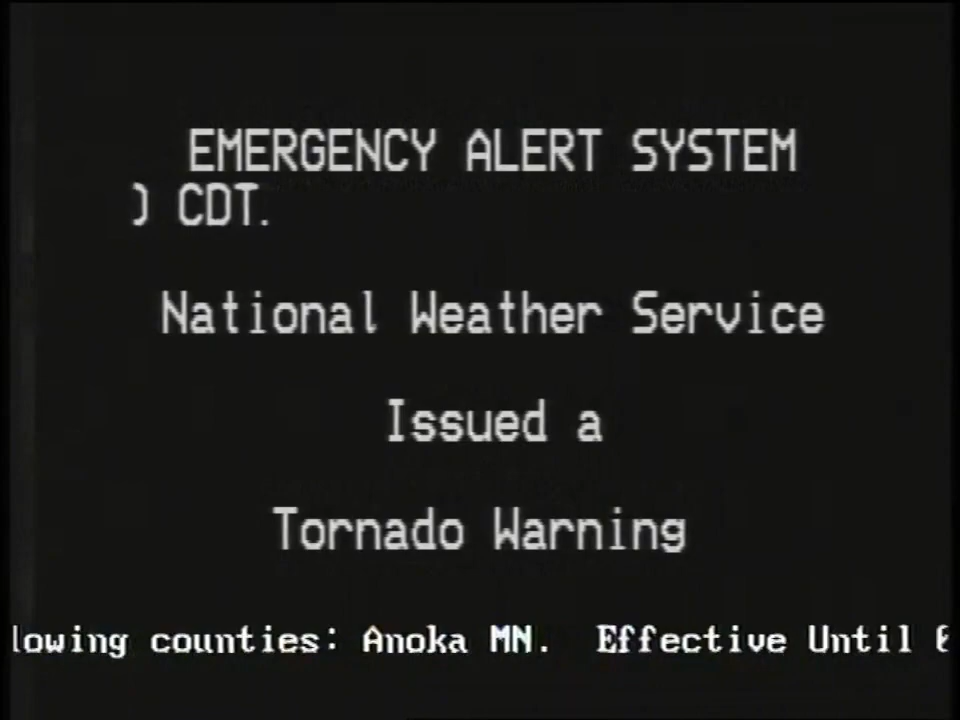 EMERGENCY ALERT SYSTEM
) CDT.
National Weather Service
Issued a
Tornado Warning
lowing counties: Anoka MN.  Effective Until